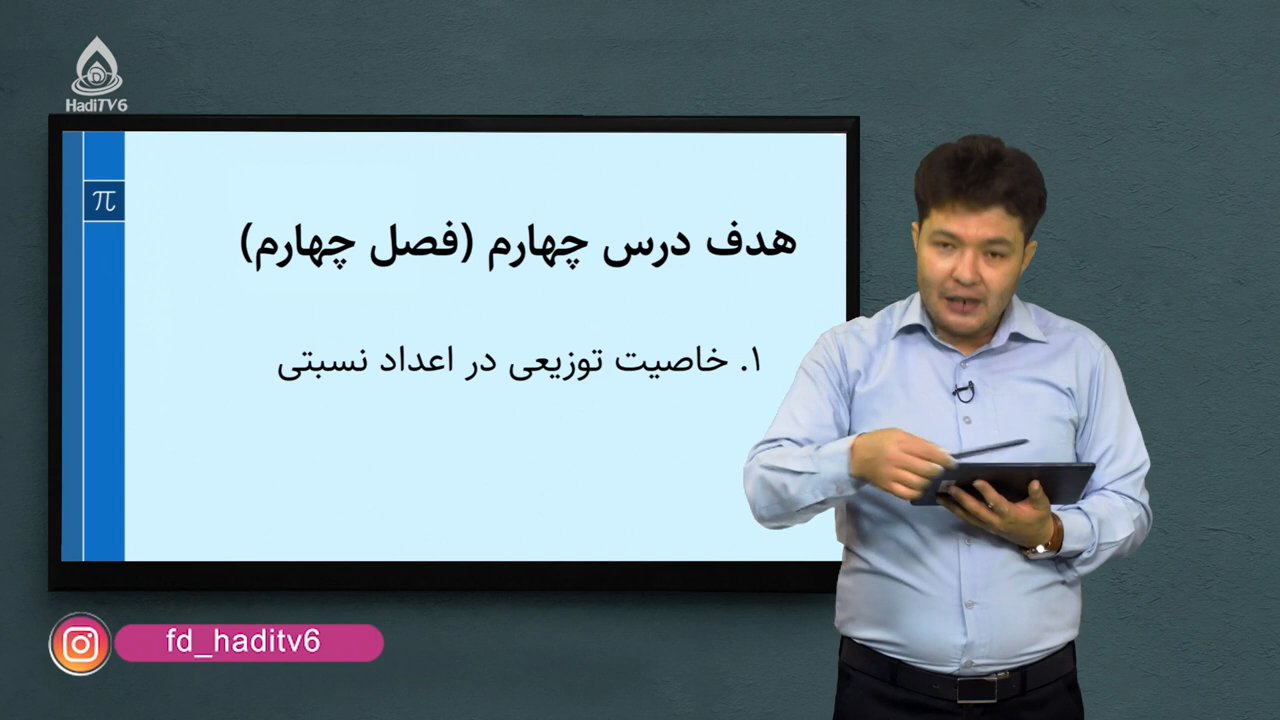 HadiTV6
π
هدف درس چهارم (فصل چهارم)
۱. خاصیت توزیعی در اعداد نسبتی
fd_haditv6